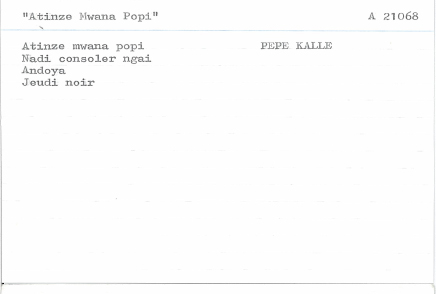 "Atinze Mwana Popi" A 21068
Atinze mwana popi PEPE KALLE
Nadi consoler ngai
Andoya
Jeudi noir